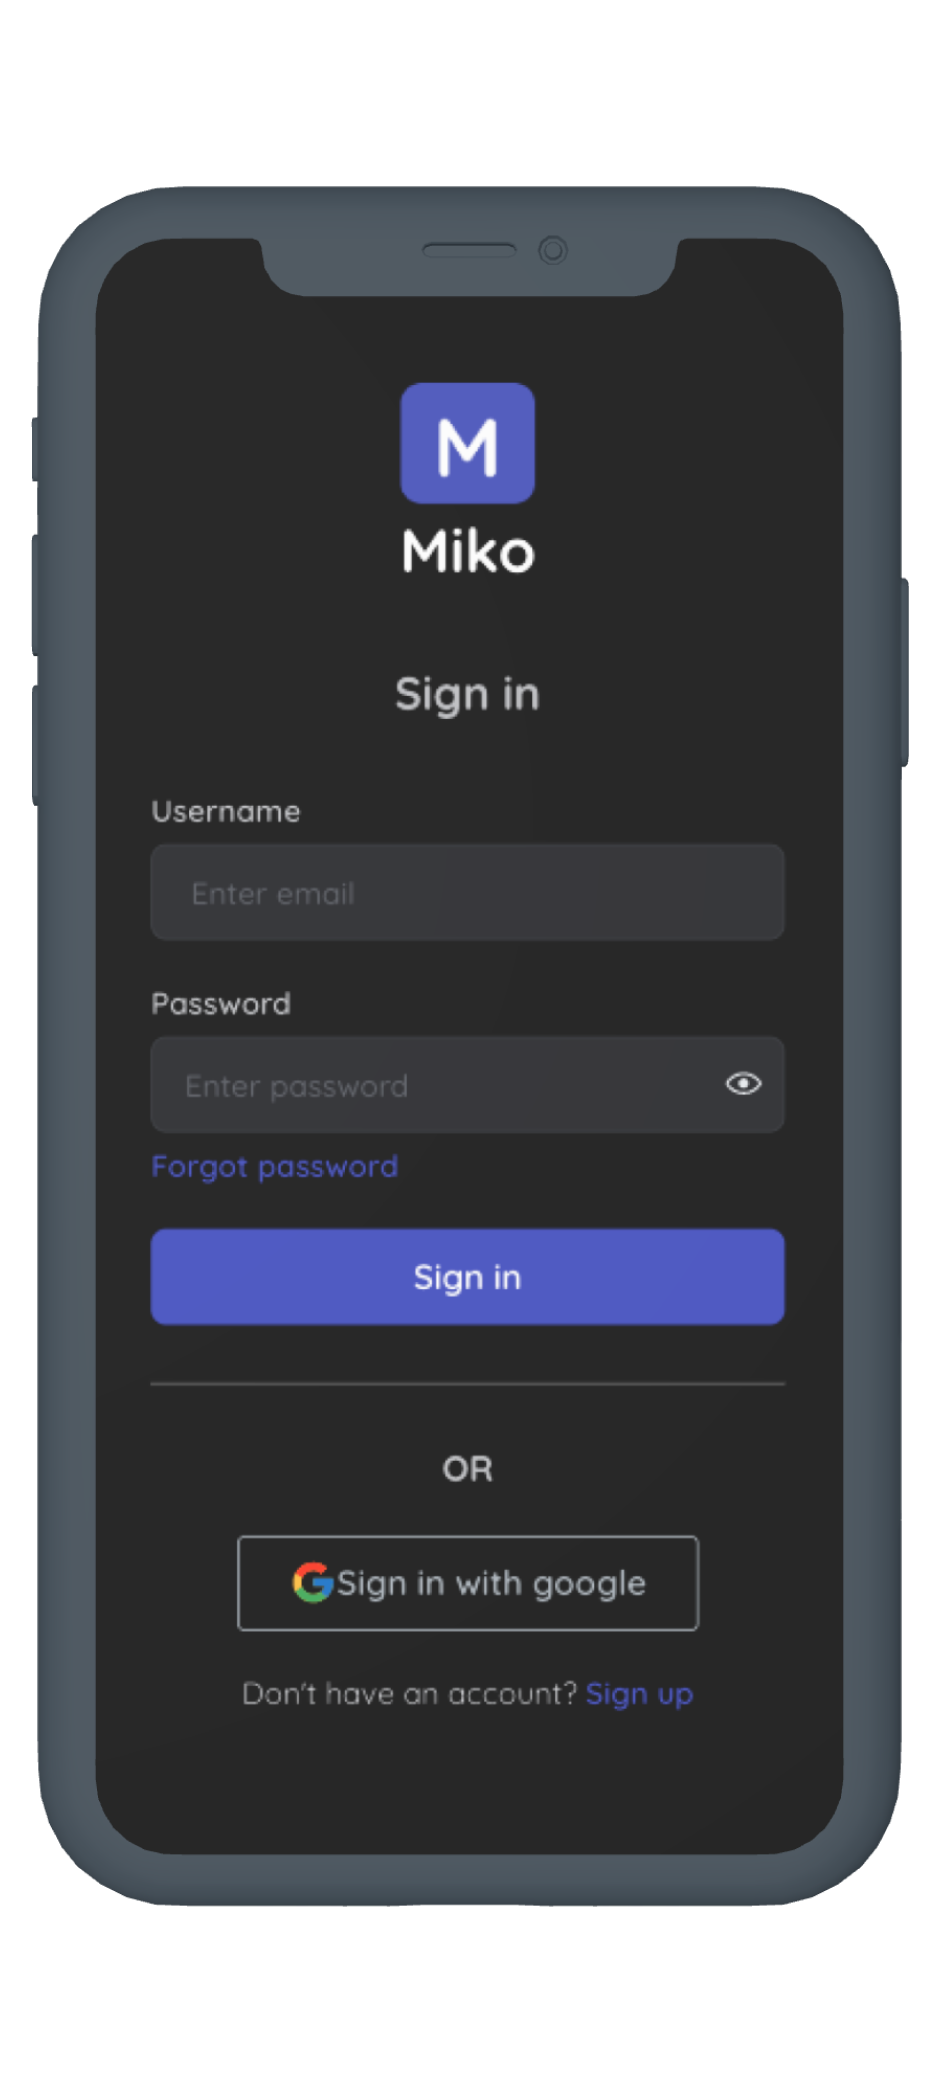 M
Miko
Sign in
Username
Enter email
Password
Enter password
Forgot password
Sign in
OR
Sign in with google
Don't have an account? Sign up